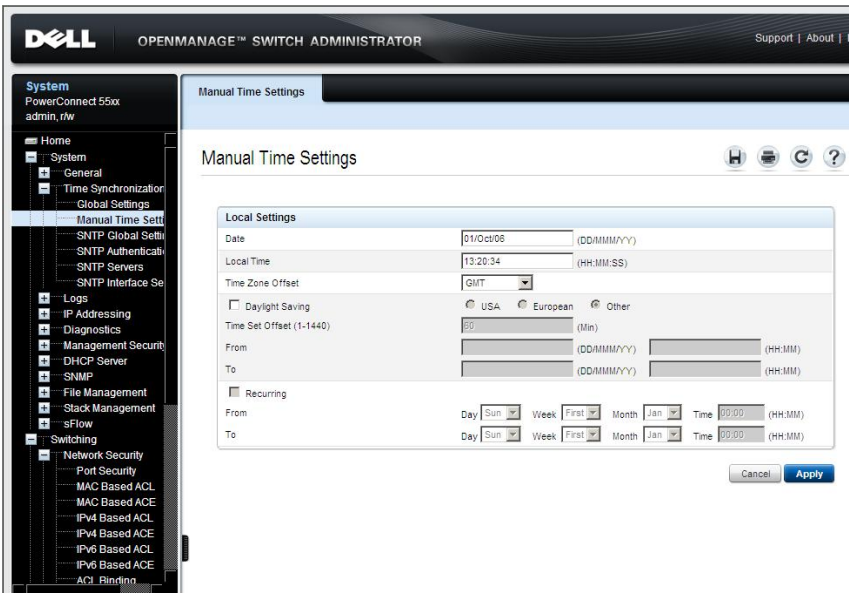 DELL
OPENMANAGE™ SWITCH ADMINISTRATOR
Support | About |
System
PowerConnect 55xx
admin, r/w
Home
System
General
Time Synchronization
Global Settings
Manual Time Setti
SNTP Global Settin
SNTP Authenticati
SNTP Servers
SNTP Interface Se
Logs
IP Addressing
Diagnostics
Management Security
DHCP Server
SNMP
File Management
Stack Management
sFlow
Switching
Network Security
Port Security
MAC Based ACL
MAC Based ACE
IPv4 Based ACL
IPv4 Based ACE
IPv6 Based ACL
IPv6 Based ACE
ACL Binding
Manual Time Settings
Manual Time Settings
?
Local Settings
Date 01/Oct/06 (DD/MMM/YY)
Local Time 13:20:34 (HH:MM:SS)
Time Zone Offset GMT
Daylight Saving USA European Other
Time Set Offset (1-1440) 60 (Min)
From (DD/MMM/YY) (HH:MM)
To (DD/MMM/YY) (HH:MM)
Recurring
From Day Sun Week First Month Jan Time 00:00 (HH:MM)
To Day Sun Week First Month Jan Time 00:00 (HH:MM)
Cancel Apply